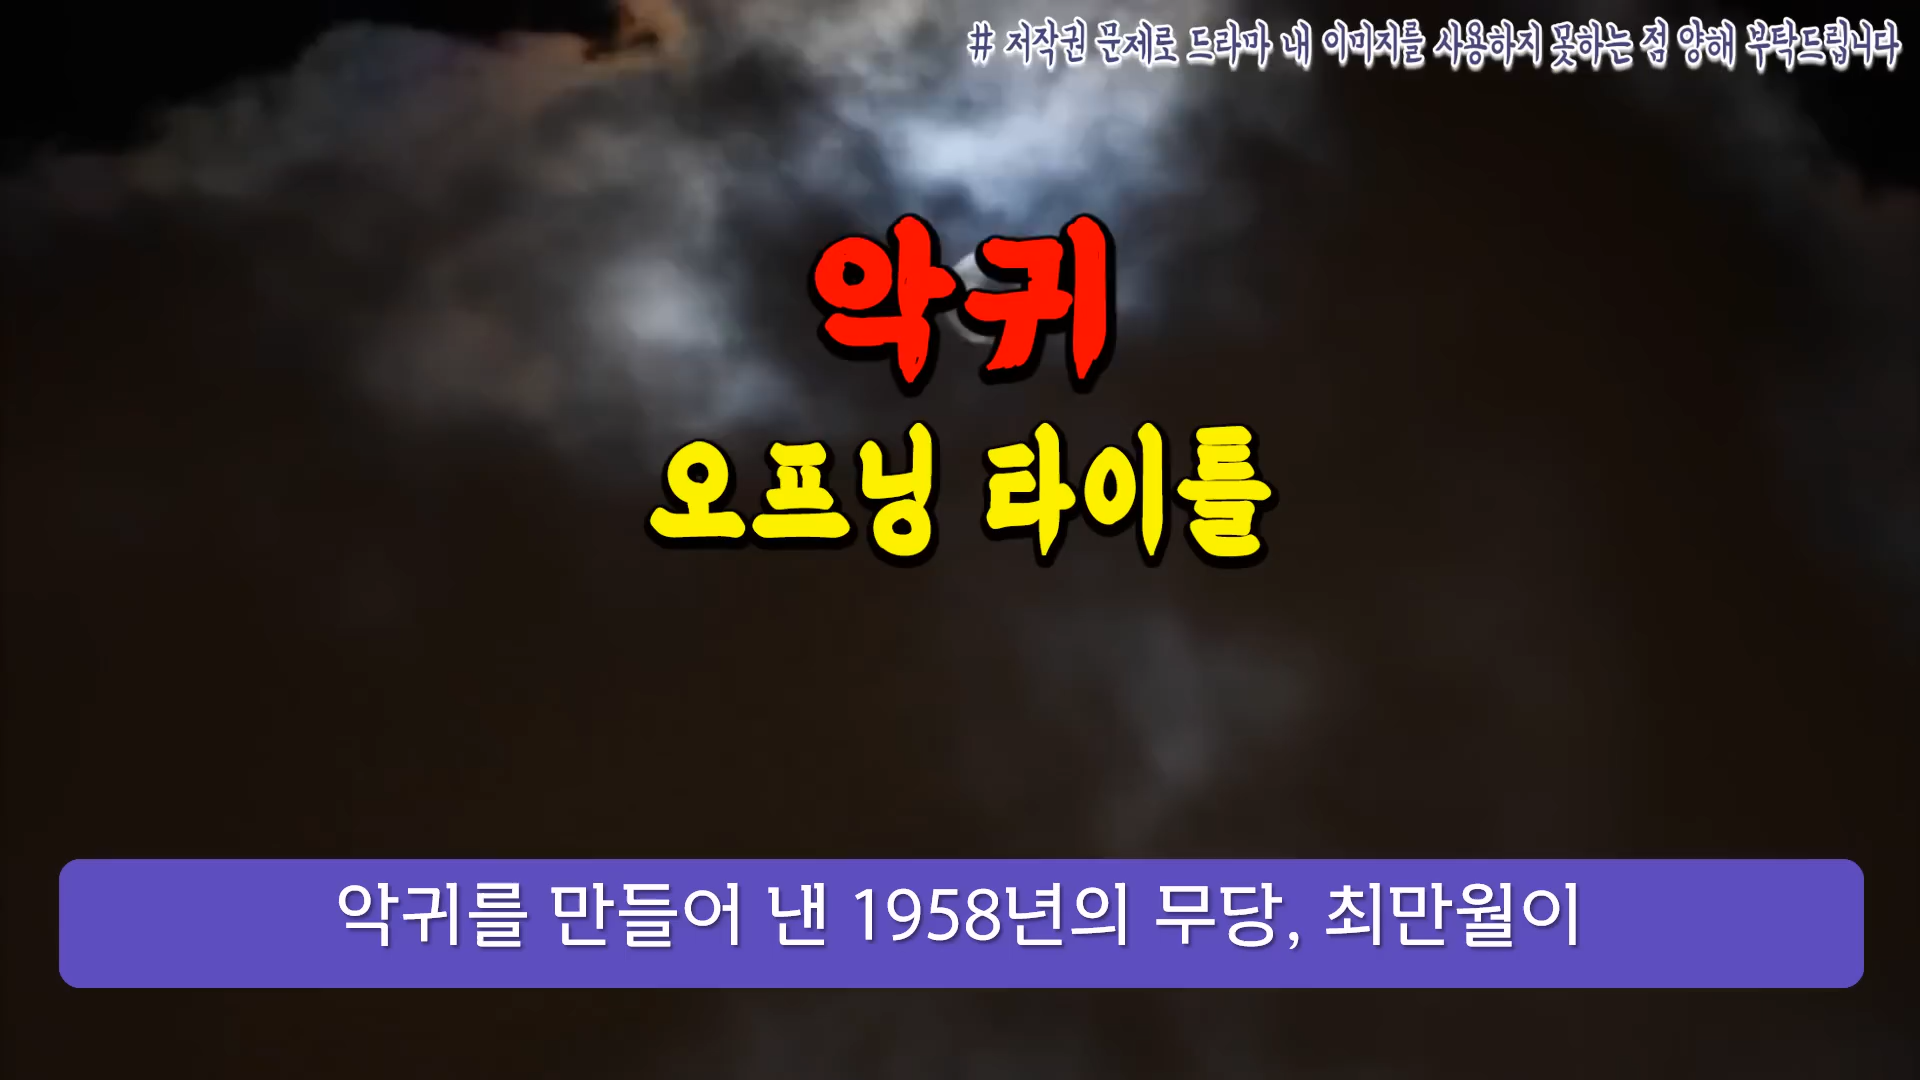 # 저작권 문제로 드라마 내 이미지를 사용하지 못하는 점 양해 부탁드립니다
악귀
오프닝 타이틀
악귀를 만들어 낸 1958년의 무당, 최만월이